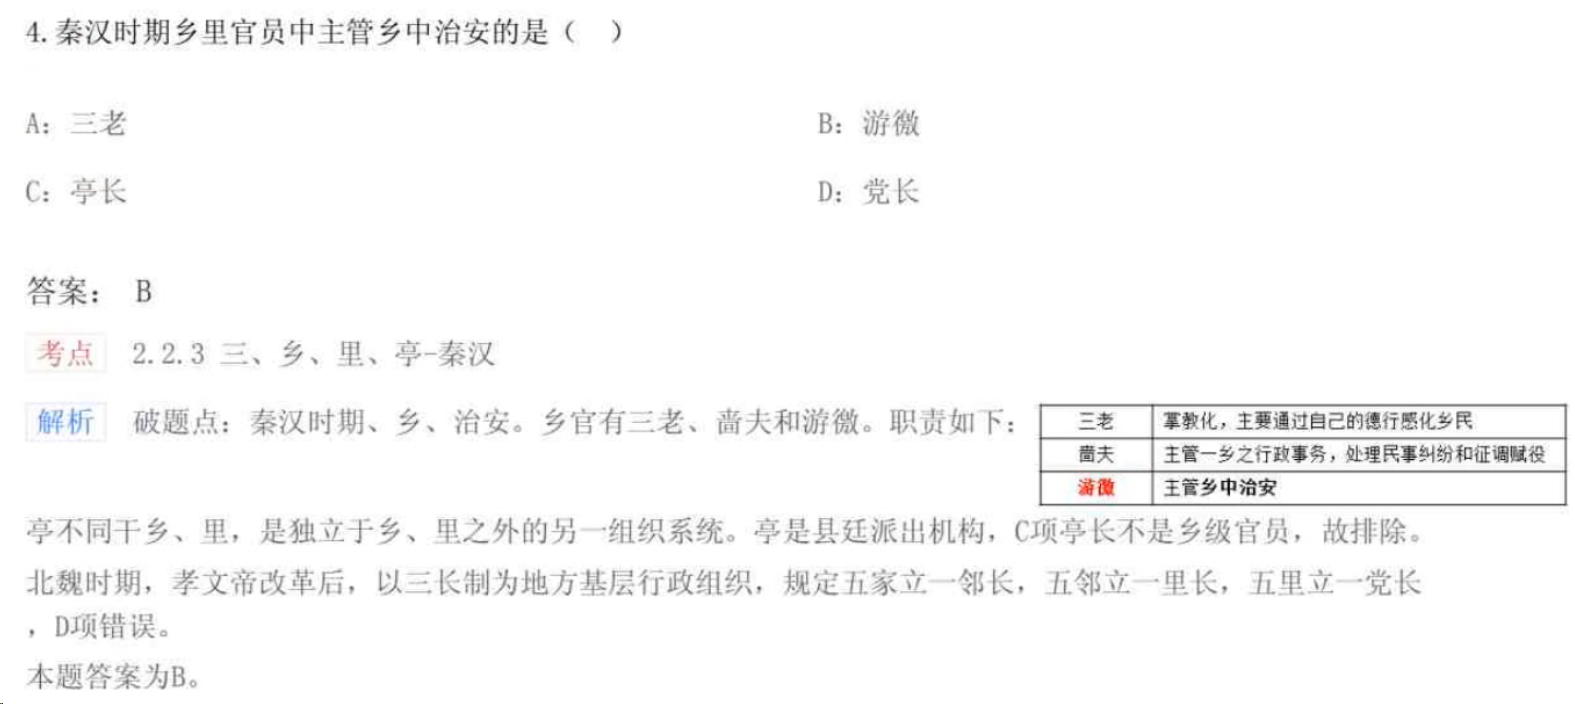 4.秦汉时期乡里官员中主管乡中治安的是（ ）
A：三老
B：游徼
C：亭长
D：党长
答案： B
考点 2.2.3 三、乡、里、亭-秦汉
解析 破题点：秦汉时期、乡、治安。乡官有三老、啬夫和游徼。职责如下：
三老 掌教化，主要通过自己的德行感化乡民
啬夫 主管一乡之行政事务，处理民事纠纷和征调赋役
游徼 主管乡中治安
亭不同干乡、里，是独立于乡、里之外的另一组织系统。亭是县廷派出机构，C项亭长不是乡级官员，故排除。
北魏时期，孝文帝改革后，以三长制为地方基层行政组织，规定五家立一邻长，五邻立一里长，五里立一党长
，D项错误。
本题答案为B。